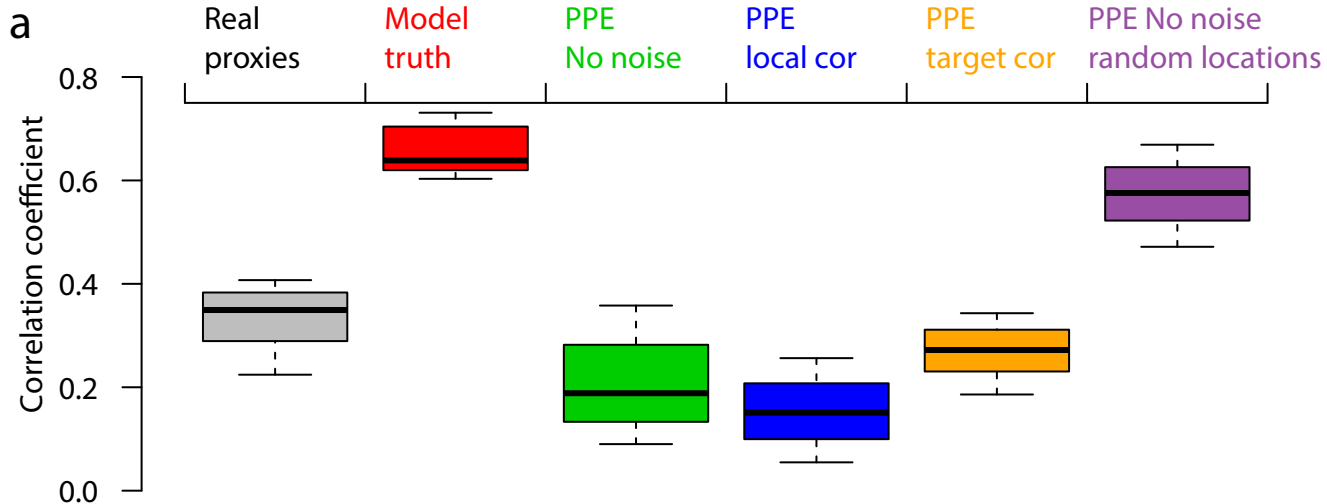 a
Real
proxies
Model
truth
PPE
No noise
PPE
local cor
PPE
target cor
PPE No noise
random locations
Correlation coefficient
0.8
0.6
0.4
0.2
0.0